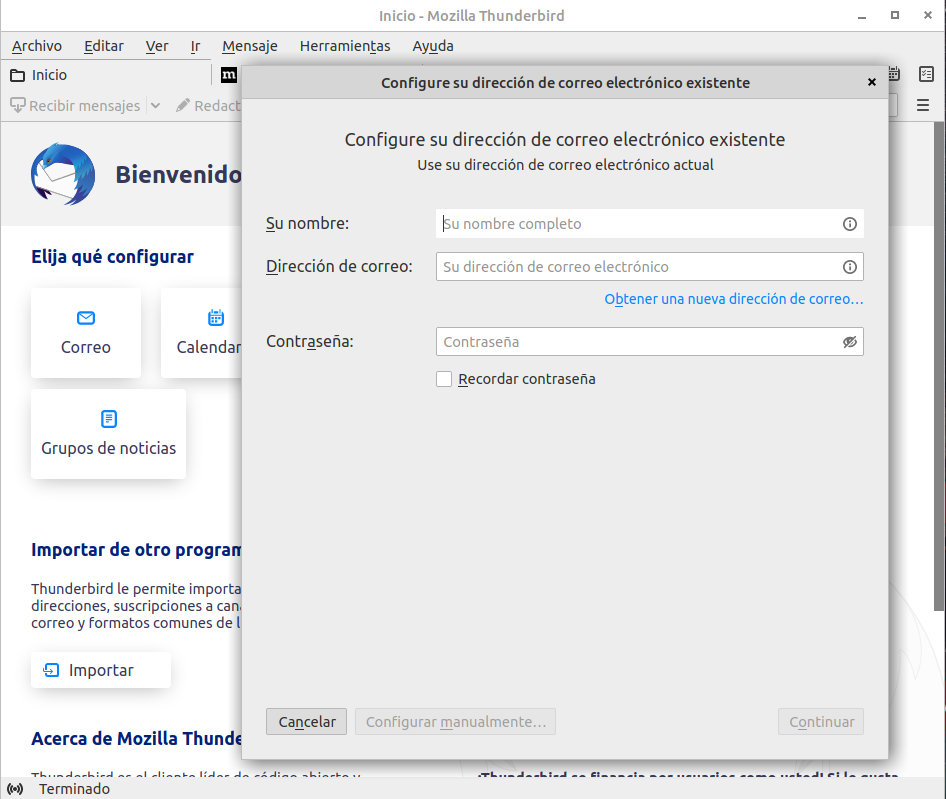 Inicio - Mozilla Thunderbird
Archivo Editar Ver Ir Mensaje Herramientas Ayuda
Inicio
m
Recibir mensajes Redact
Configure su dirección de correo electrónico existente
Configure su dirección de correo electrónico existente
Use su dirección de correo electrónico actual
Su nombre: Su nombre completo
Dirección de correo: Su dirección de correo electrónico
Obtener una nueva dirección de correo…
Contraseña: Contraseña
Recordar contraseña
Cancelar Configurar manualmente… Continuar
Bienvenido
Elija qué configurar
Correo Calendar
Grupos de noticias
Importar de otro program
Thunderbird le permite importa
direcciones, suscripciones a cana
correo y formatos comunes de l
Importar
Acerca de Mozilla Thunde
Thunderbird es el cliente líder de código abierto y
¡Thunderbird se financia por usuarios como usted! Si le gusta
Terminado